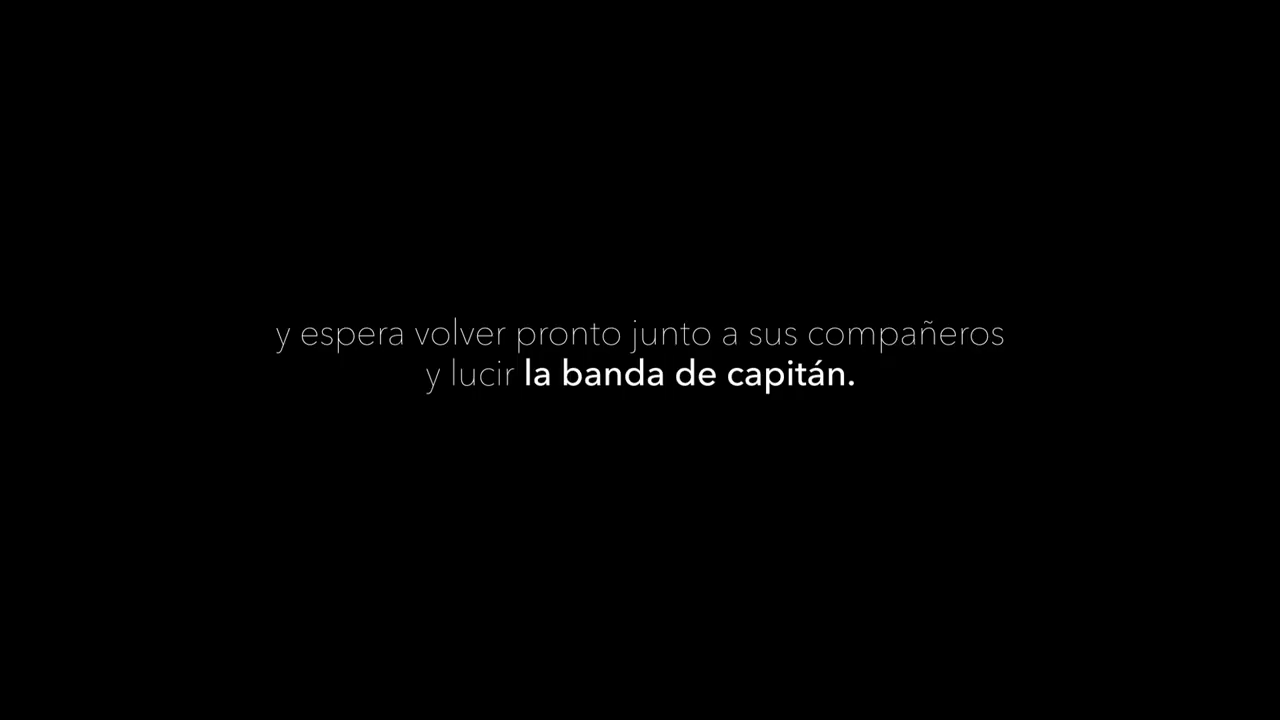 y espera volver pronto junto a sus compañeros
y lucir la banda de capitán.